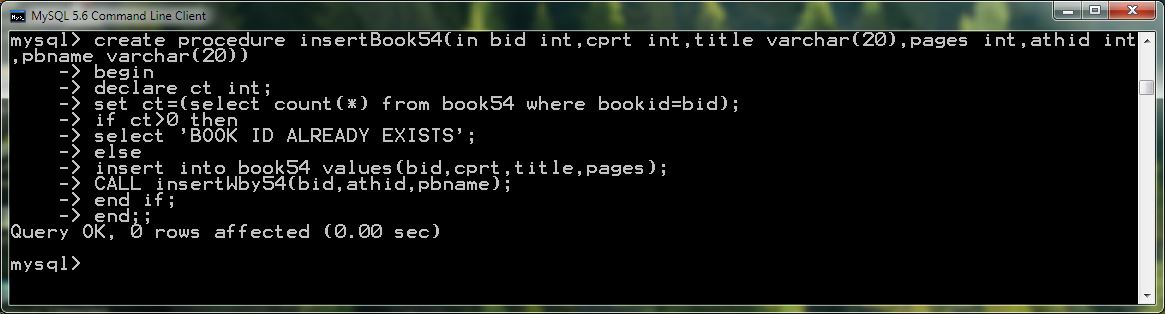 MySQL 5.6 Command Line Client
mysql> create procedure insertBook54(in bid int,cprt int,title varchar(20),pages int,athid int
,pbname varchar(20))
    -> begin
    -> declare ct int;
    -> set ct=(select count(*) from book54 where bookid=bid);
    -> if ct>0 then
    -> select 'BOOK ID ALREADY EXISTS';
    -> else
    -> insert into book54 values(bid,cprt,title,pages);
    -> CALL insertWby54(bid,athid,pbname);
    -> end if;
    -> end;;
Query OK, 0 rows affected (0.00 sec)
mysql>